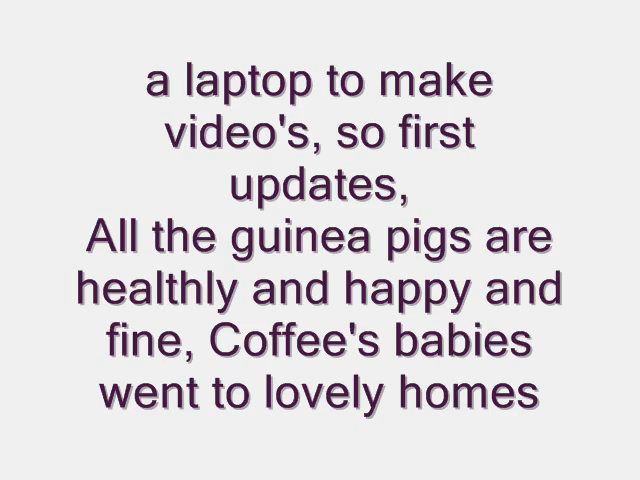 a laptop to make
video's, so first
updates,
All the guinea pigs are
healthly and happy and
fine, Coffee's babies
went to lovely homes